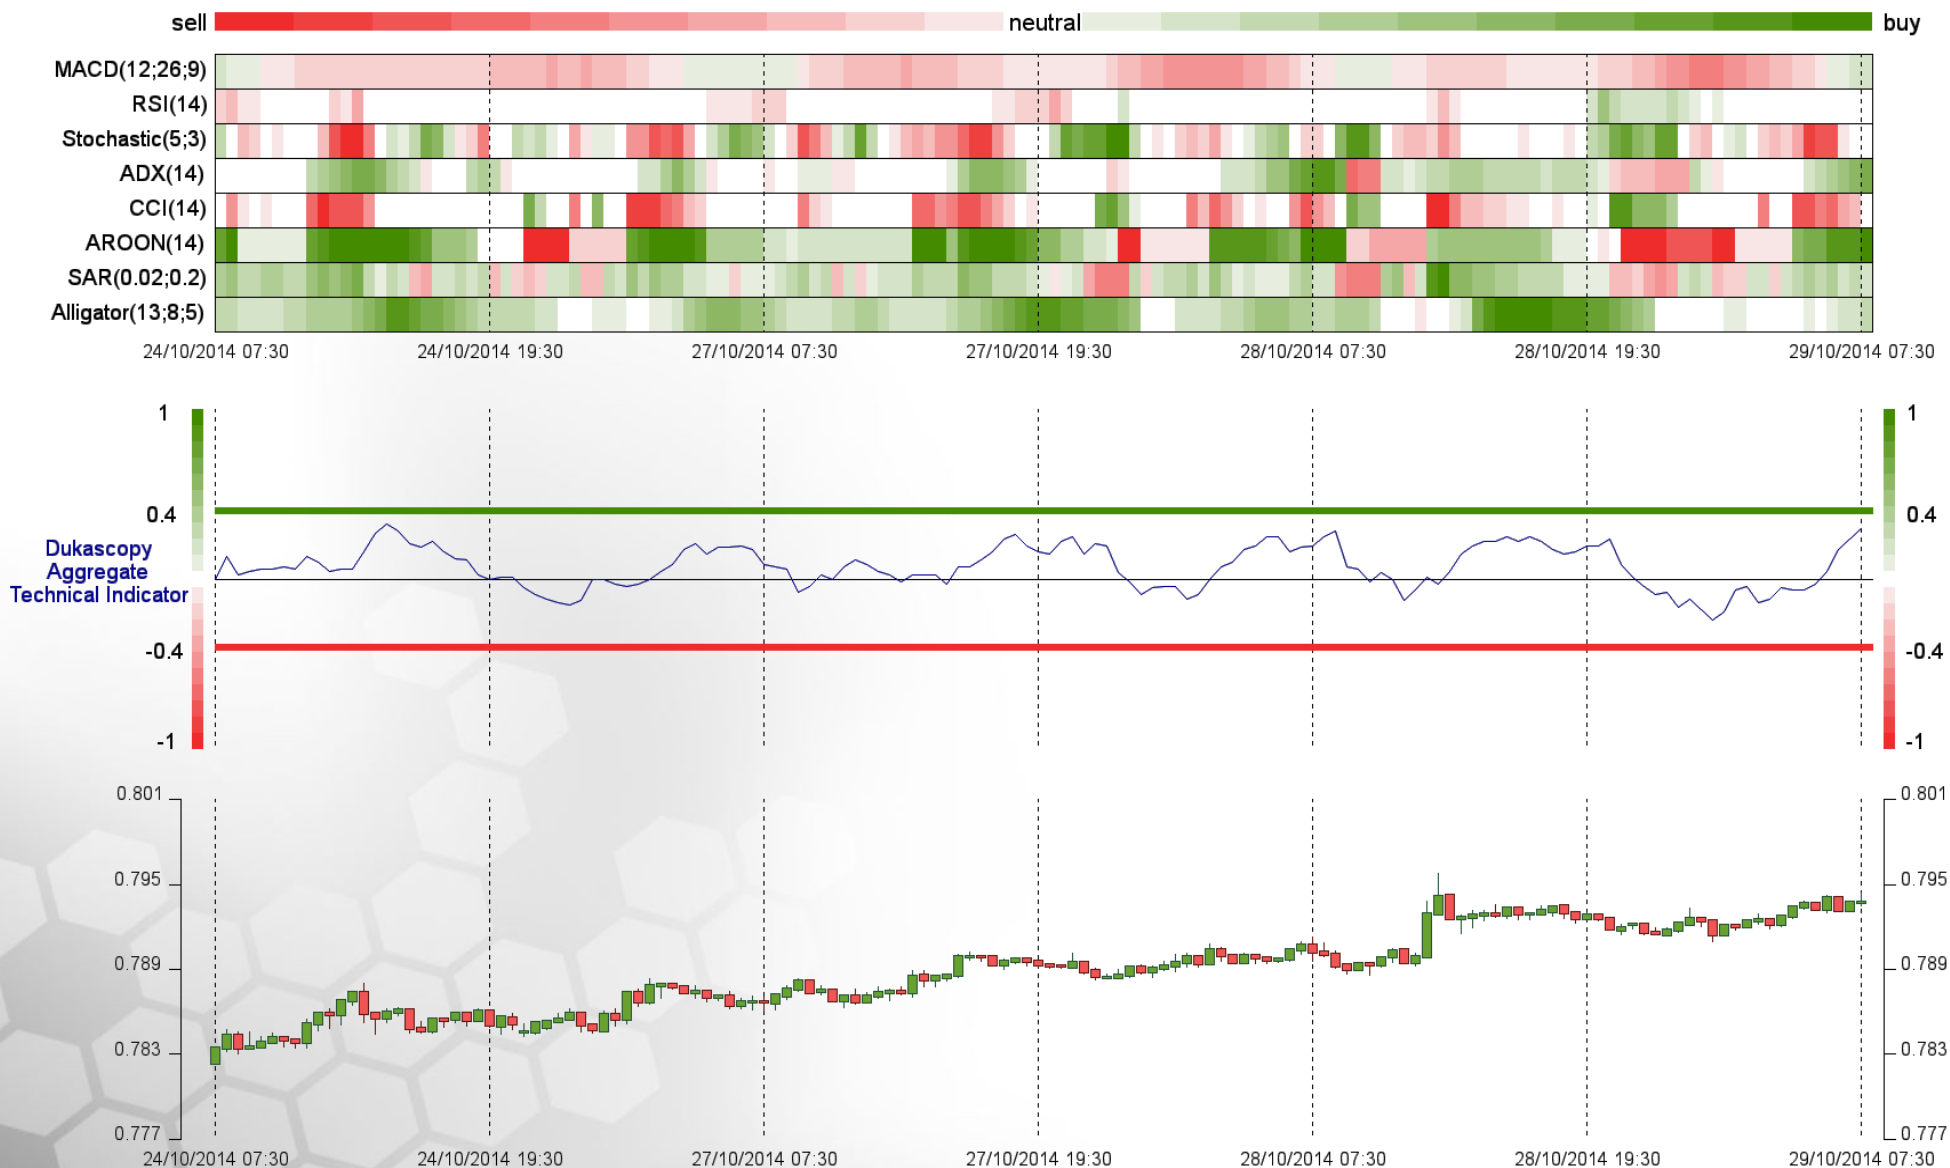 sell neutral buy
MACD(12;26;9)
RSI(14)
Stochastic(5;3)
ADX(14)
CCI(14)
AROON(14)
SAR(0.02;0.2)
Alligator(13;8;5)
24/10/2014 07:30 24/10/2014 19:30 27/10/2014 07:30 27/10/2014 19:30 28/10/2014 07:30 28/10/2014 19:30 29/10/2014 07:30
1 1
0.4 0.4
Dukascopy
Aggregate
Technical Indicator
-0.4 -0.4
-1 -1
0.801 0.801
0.795 0.795
0.789 0.789
0.783 0.783
0.777 0.777
24/10/2014 07:30 24/10/2014 19:30 27/10/2014 07:30 27/10/2014 19:30 28/10/2014 07:30 28/10/2014 19:30 29/10/2014 07:30